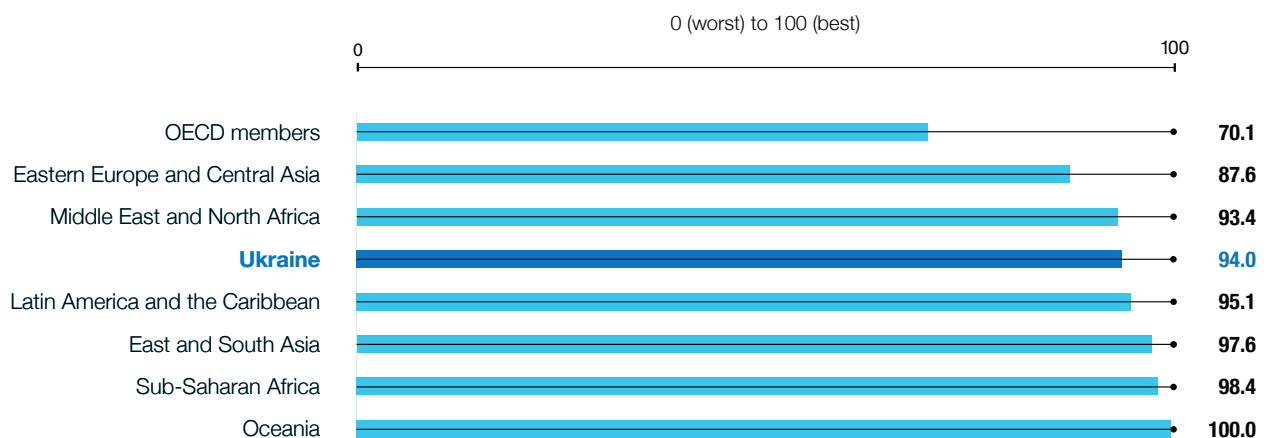 0 (worst) to 100 (best)
0 100
OECD members 70.1
Eastern Europe and Central Asia 87.6
Middle East and North Africa 93.4
Ukraine 94.0
Latin America and the Caribbean 95.1
East and South Asia 97.6
Sub-Saharan Africa 98.4
Oceania 100.0